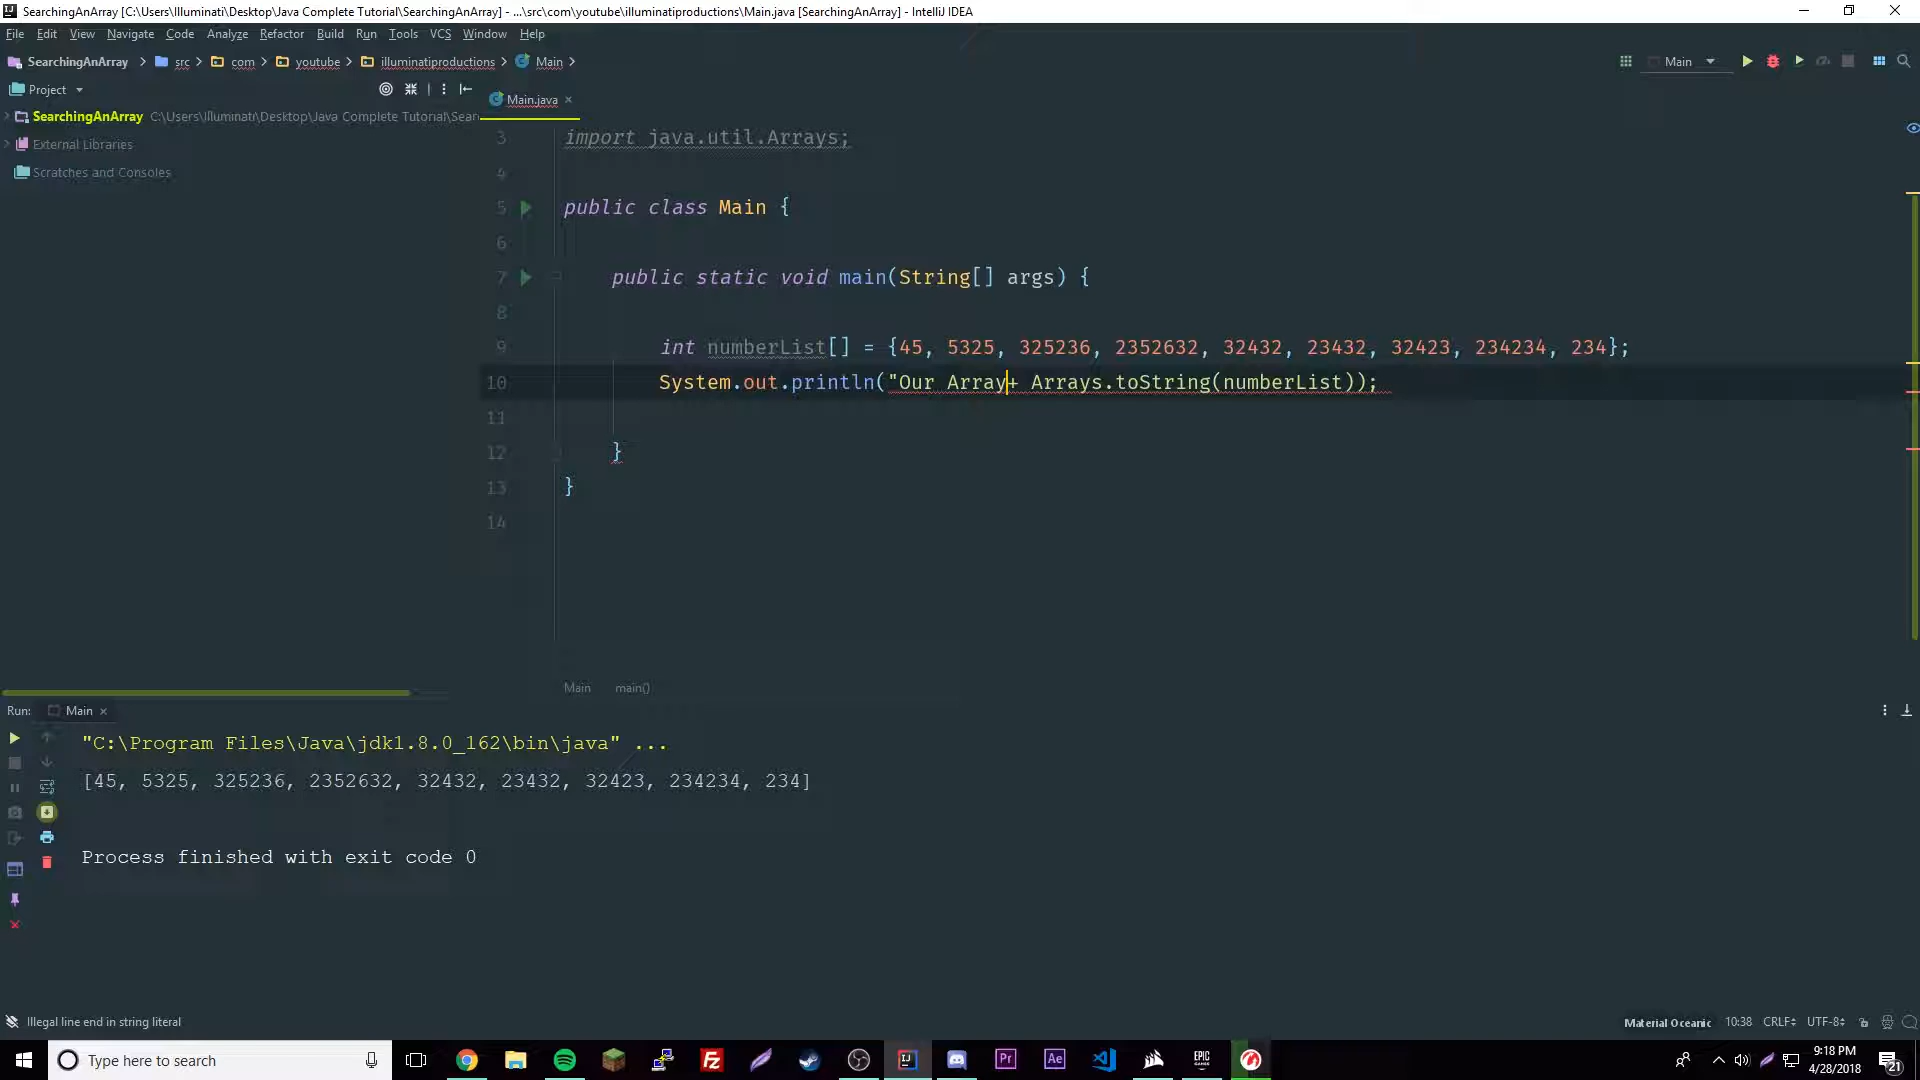 SearchingAnArray [C:\Users\Illuminati\Desktop\Java Complete Tutorial\SearchingAnArray] - ...\src\com\youtube\illuminatiproductions\Main.java [SearchingAnArray] - IntelliJ IDEA
File Edit View Navigate Code Analyze Refactor Build Run Tools VCS Window Help
SearchingAnArray src com youtube illuminatiproductions Main
Main
Project
Main.java
SearchingAnArray C:\Users\Illuminati\Desktop\Java Complete Tutorial\Sear
External Libraries
Scratches and Consoles
3 import java.util.Arrays;
4
5 public class Main {
6
7 public static void main(String[] args) {
8
9 int numberList[] = {45, 5325, 325236, 2352632, 32432, 23432, 32423, 234234, 234};
10 System.out.println("Our Array+ Arrays.toString(numberList));
11
12 }
13 }
14
Main main()
Run: Main
"C:\Program Files\Java\jdk1.8.0_162\bin\java" ...
[45, 5325, 325236, 2352632, 32432, 23432, 32423, 234234, 234]
Process finished with exit code 0
Illegal line end in string literal
Material Oceanic 10:38 CRLF UTF-8
Type here to search
Pr
Ae
EPIC GAMES
9:18 PM
4/28/2018
21